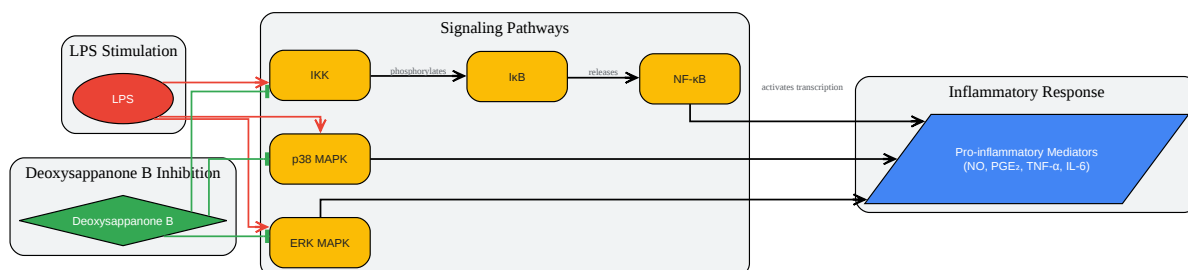 Signaling Pathways
LPS Stimulation
IKK
phosphorylates
IκB
releases
NF-κB
activates transcription
Inflammatory Response
LPS
p38 MAPK
Pro-inflammatory Mediators
(NO, PGE₂, TNF-α, IL-6)
Deoxysappanone B Inhibition
Deoxysappanone B
ERK MAPK